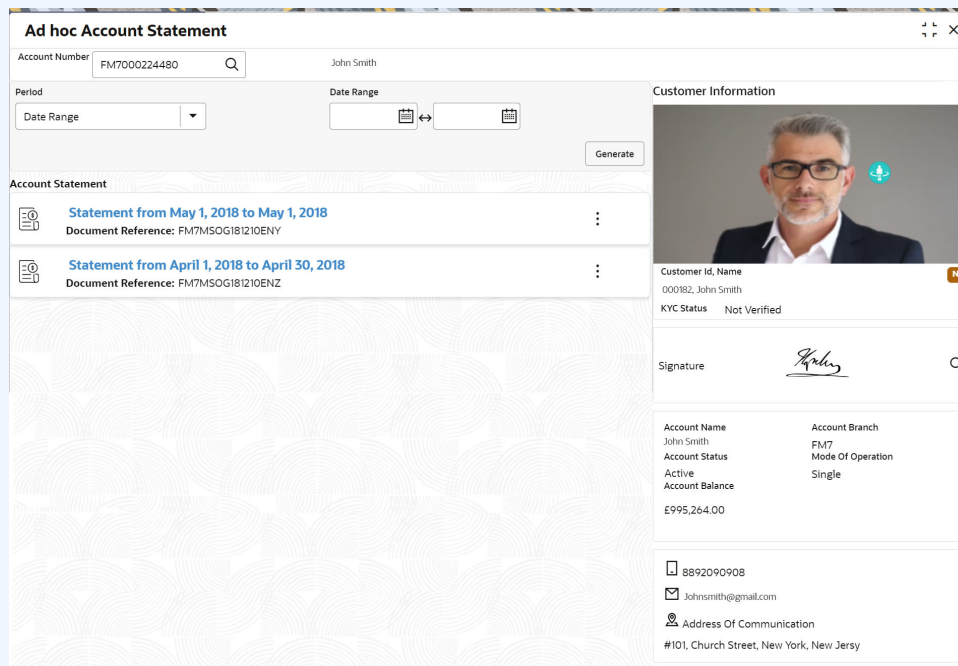 Ad hoc Account Statement
Account Number
FM7000224480
John Smith
Period
Date Range
Date Range
Generate
Account Statement
Statement from May 1, 2018 to May 1, 2018
Document Reference: FM7MSOG181210ENY
Statement from April 1, 2018 to April 30, 2018
Document Reference: FM7MSOG181210ENZ
Customer Information
Customer Id, Name
N
000182, John Smith
KYC Status Not Verified
Signature
Account Name
John Smith
Account Status
Active
Account Balance
£995,264.00
Account Branch
FM7
Mode Of Operation
Single
8892090908
Johnsmith@gmail.com
Address Of Communication
#101, Church Street, New York, New Jersy